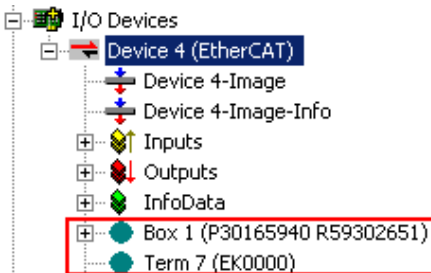 I/O Devices
Device 4 (EtherCAT)
Device 4-Image
Device 4-Image-Info
Inputs
Outputs
InfoData
Box 1 (P30165940 R59302651)
Term 7 (EK0000)